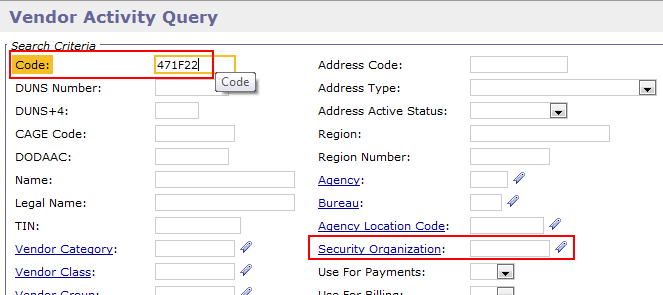 Vendor Activity Query
Search Criteria
Code: 471F22
Code
Address Code:
DUNS Number:
Address Type:
DUNS+4:
Address Active Status:
CAGE Code:
Region:
DODAAC:
Region Number:
Name:
Agency:
Legal Name:
Bureau:
TIN:
Agency Location Code:
Vendor Category:
Security Organization:
Vendor Class:
Use For Payments:
Vendor Group:
Use For Billing: